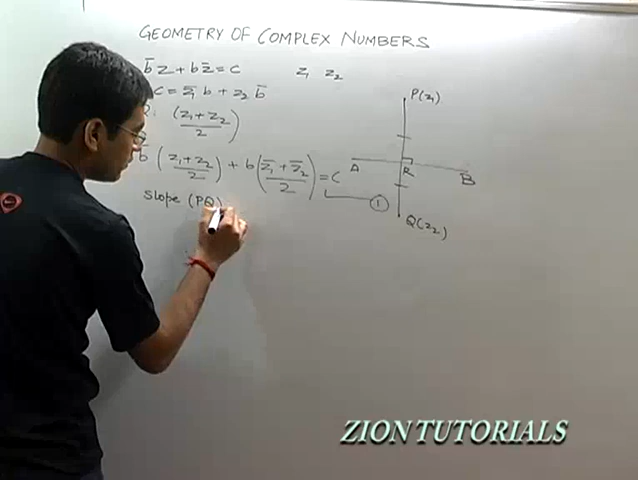 GEOMETRY OF COMPLEX NUMBERS
b̄ z + b z̄ = c    z₁ z₂
c = z̄₁ b + z₂ b̄
(z₁ + z₂ / 2)
b̄ (z₁ + z₂ / 2) + b (z̄₁ + z̄₂ / 2) = c
①
Slope (PQ)
P(z₁)
A
R
B
Q(z₂)
ZION TUTORIALS